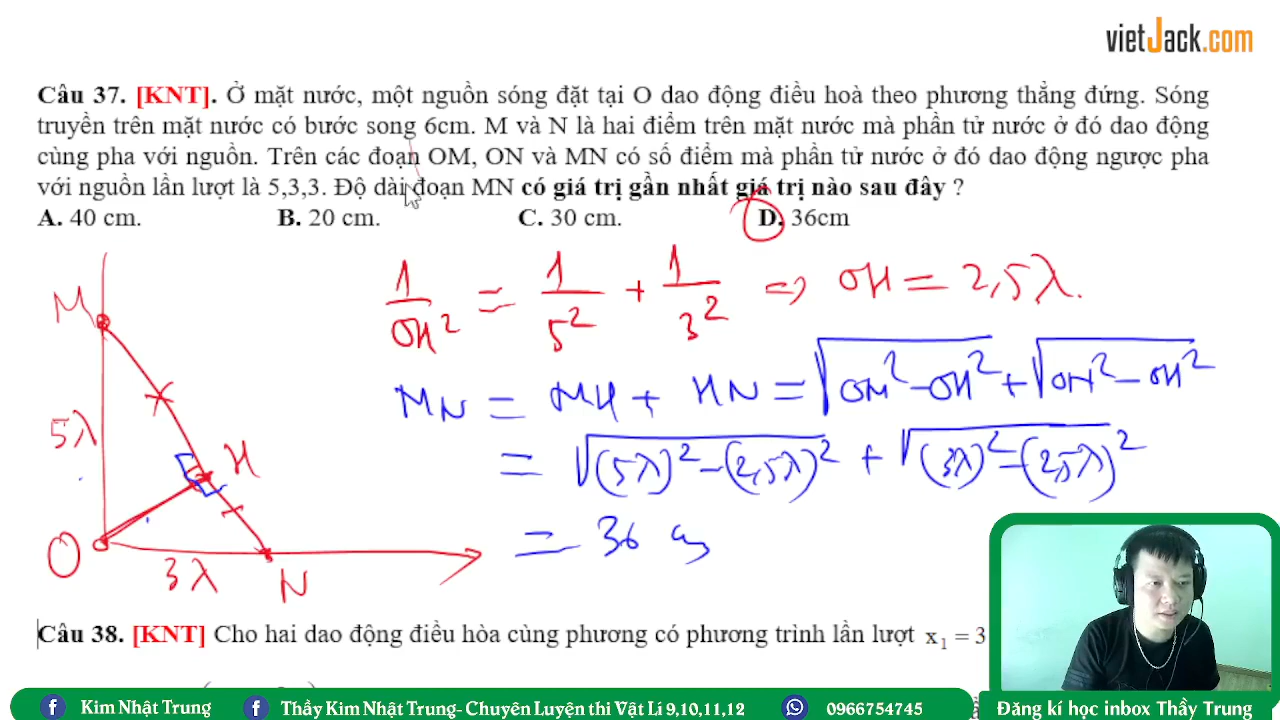 vietJack.com
Câu 37. [KNT]. Ở mặt nước, một nguồn sóng đặt tại O dao động điều hoà theo phương thẳng đứng. Sóng
truyền trên mặt nước có bước song 6cm. M và N là hai điểm trên mặt nước mà phần tử nước ở đó dao động
cùng pha với nguồn. Trên các đoạn OM, ON và MN có số điểm mà phần tử nước ở đó dao động ngược pha
với nguồn lần lượt là 5,3,3. Độ dài đoạn MN có giá trị gần nhất giá trị nào sau đây ?
A. 40 cm. B. 20 cm. C. 30 cm. D. 36cm
1/OH² = 1/5² + 1/3² => OH = 2,5λ.
MN = MH + HN = √(OM² - OH²) + √(ON² - OH²)
= √((5λ)² - (2,5λ)²) + √((3λ)² - (2,5λ)²)
= 36 cm
M
5λ
H
O
3λ
N
Câu 38. [KNT] Cho hai dao động điều hòa cùng phương có phương trình lần lượt x₁ = 3
Kim Nhật Trung
Thầy Kim Nhật Trung- Chuyên Luyện thi Vật Lí 9,10,11,12
0966754745
Đăng kí học inbox Thầy Trung